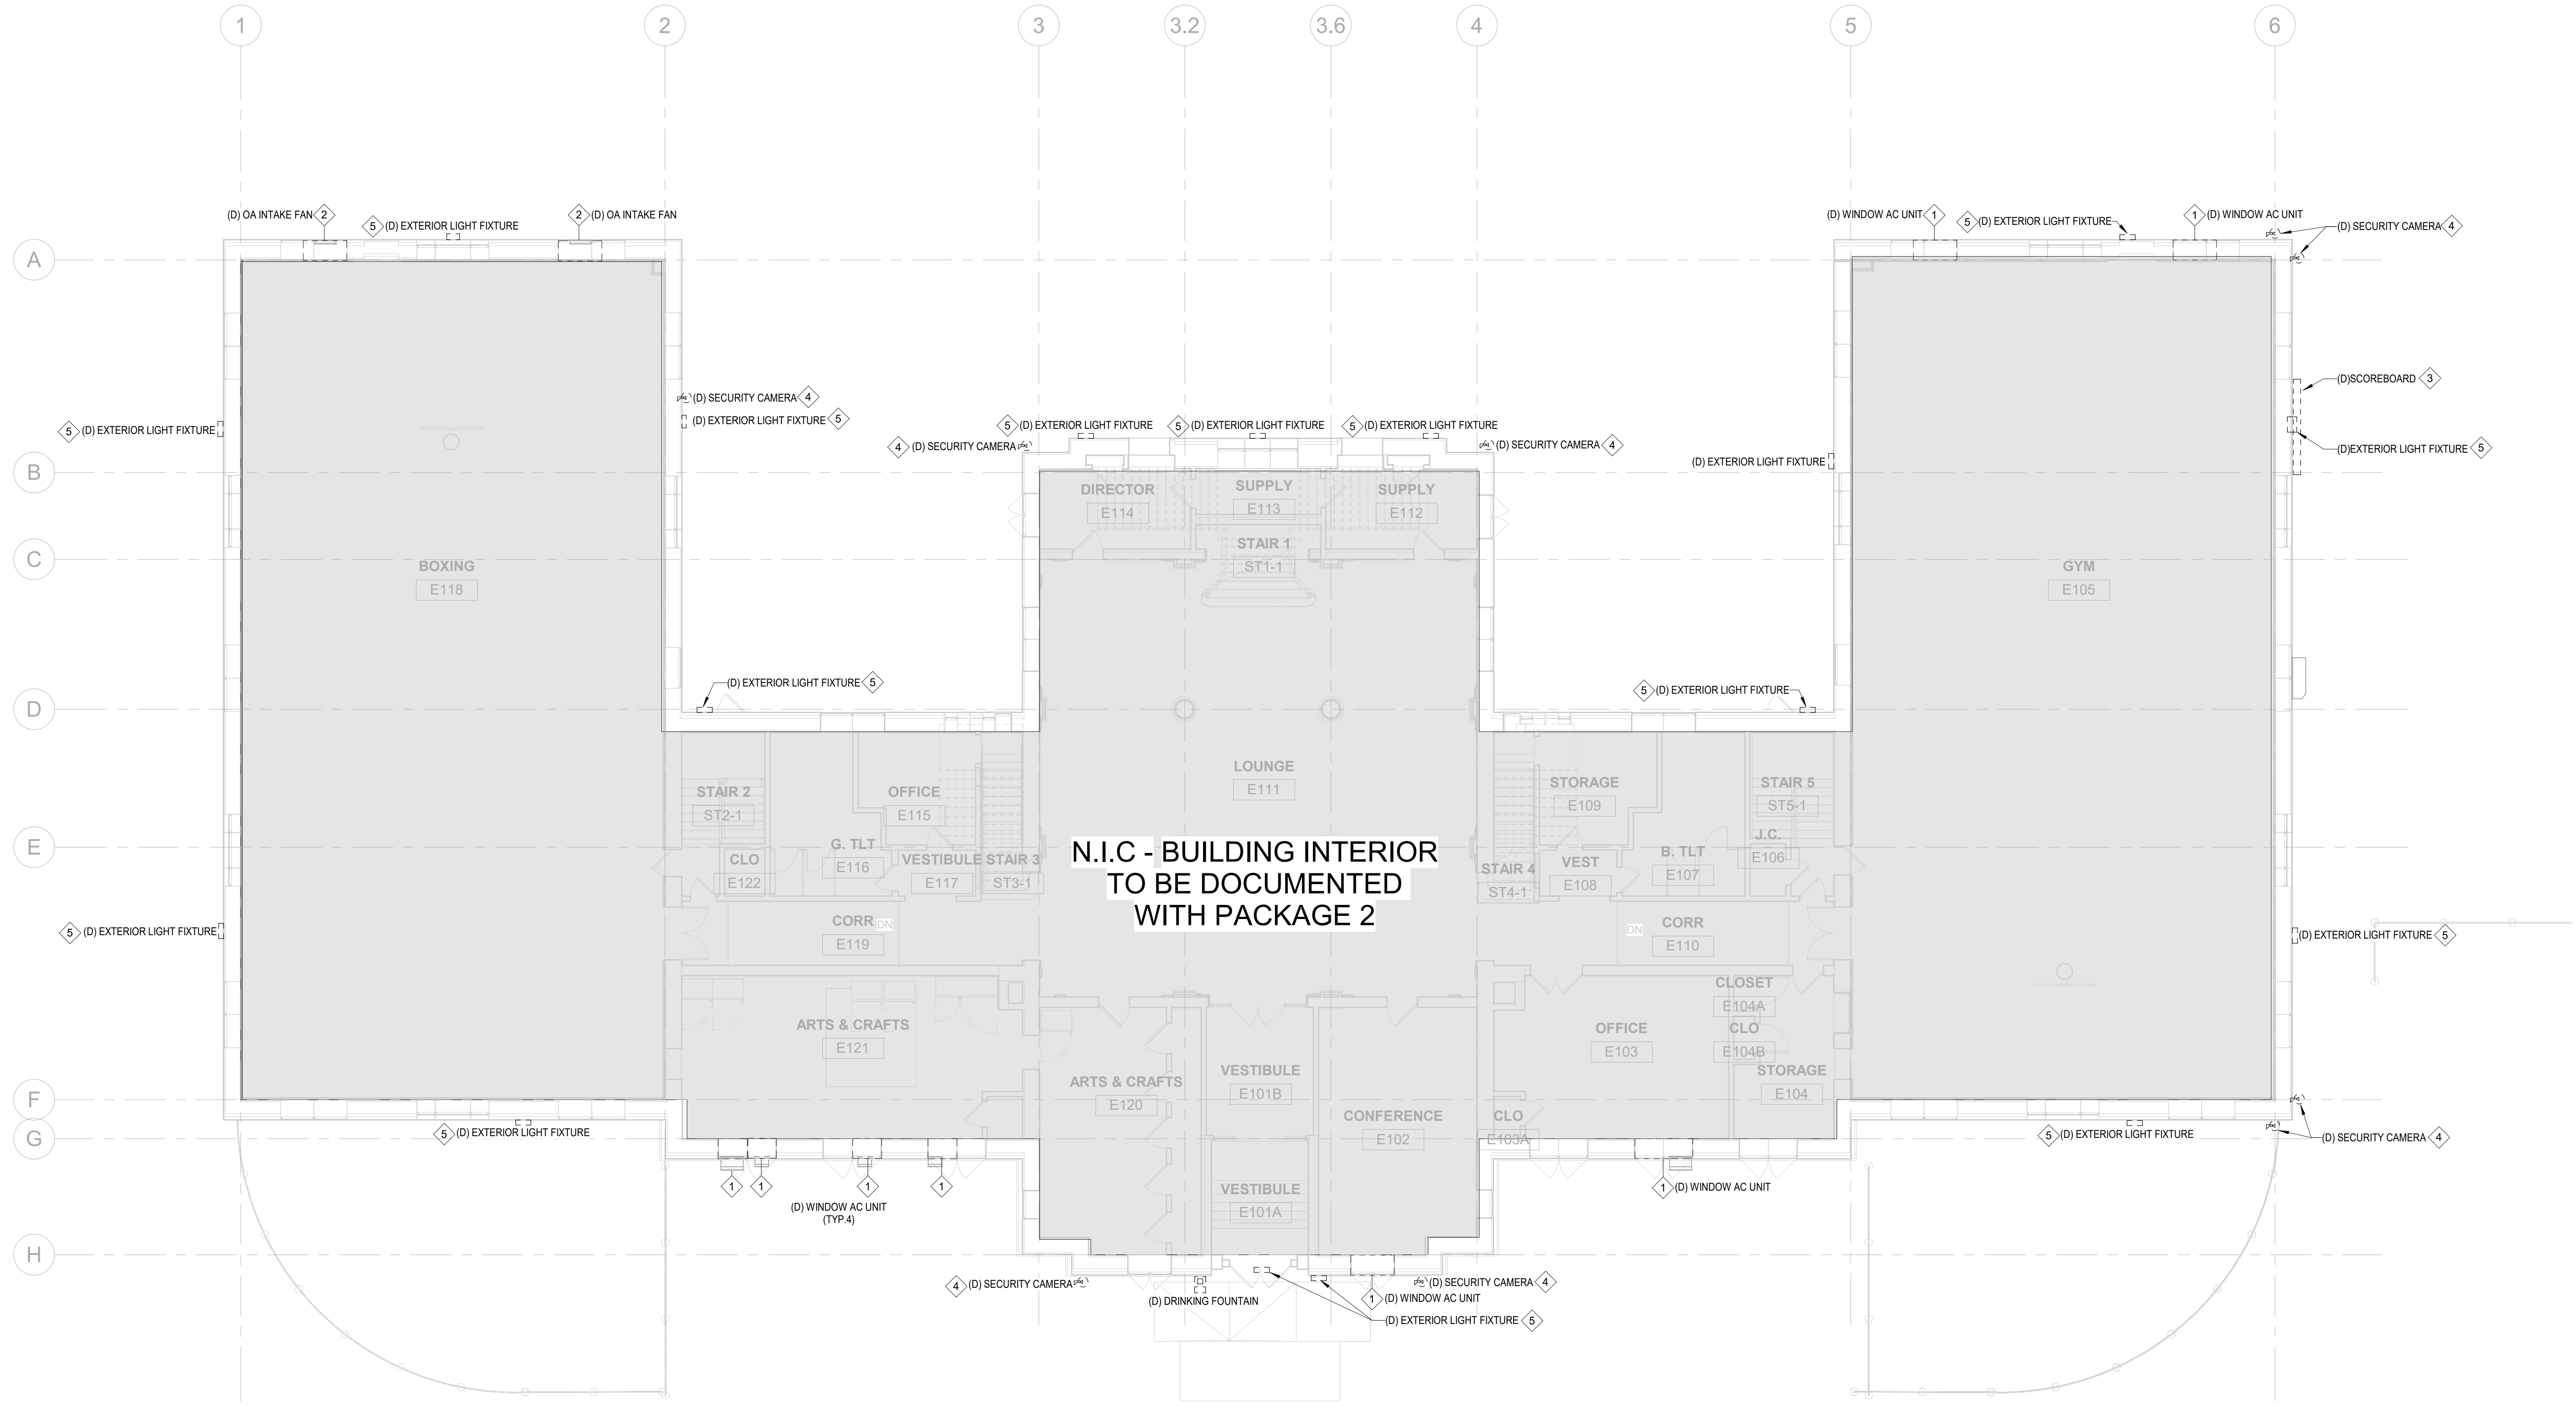 1
2
3
3.2
3.6
4
5
6
(D) OA INTAKE FAN 2
5 (D) EXTERIOR LIGHT FIXTURE
2 (D) OA INTAKE FAN
(D) WINDOW AC UNIT 1
5 (D) EXTERIOR LIGHT FIXTURE
1 (D) WINDOW AC UNIT
(D) SECURITY CAMERA 4
A
(D)SCOREBOARD 3
(D) SECURITY CAMERA 4
(D) EXTERIOR LIGHT FIXTURE 5
5 (D) EXTERIOR LIGHT FIXTURE
5 (D) EXTERIOR LIGHT FIXTURE
5 (D) EXTERIOR LIGHT FIXTURE
5 (D) EXTERIOR LIGHT FIXTURE
4 (D) SECURITY CAMERA
(D) SECURITY CAMERA 4
(D)EXTERIOR LIGHT FIXTURE 5
(D) EXTERIOR LIGHT FIXTURE
B
DIRECTOR
E114
SUPPLY
E113
SUPPLY
E112
STAIR 1
ST1-1
C
BOXING
E118
GYM
E105
(D) EXTERIOR LIGHT FIXTURE 5
5 (D) EXTERIOR LIGHT FIXTURE
D
LOUNGE
E111
STAIR 2
ST2-1
OFFICE
E115
STORAGE
E109
STAIR 5
ST5-1
E
G. TLT
E116
CLO
E122
VESTIBULE
E117
STAIR 3
ST3-1
N.I.C - BUILDING INTERIOR
TO BE DOCUMENTED
WITH PACKAGE 2
STAIR 4
ST4-1
VEST
E108
B. TLT
E107
J.C.
E106
CORR
E119
DN
DN
CORR
E110
5 (D) EXTERIOR LIGHT FIXTURE
(D) EXTERIOR LIGHT FIXTURE 5
ARTS & CRAFTS
E121
CLOSET
E104A
OFFICE
E103
CLO
E104B
STORAGE
E104
ARTS & CRAFTS
E120
VESTIBULE
E101B
CONFERENCE
E102
CLO
E103A
F
G
5 (D) EXTERIOR LIGHT FIXTURE
5 (D) EXTERIOR LIGHT FIXTURE
(D) SECURITY CAMERA 4
1
1
1
1
(D) WINDOW AC UNIT
(TYP.4)
1 (D) WINDOW AC UNIT
VESTIBULE
E101A
H
4 (D) SECURITY CAMERA
(D) DRINKING FOUNTAIN
(D) SECURITY CAMERA 4
1 (D) WINDOW AC UNIT
(D) EXTERIOR LIGHT FIXTURE 5